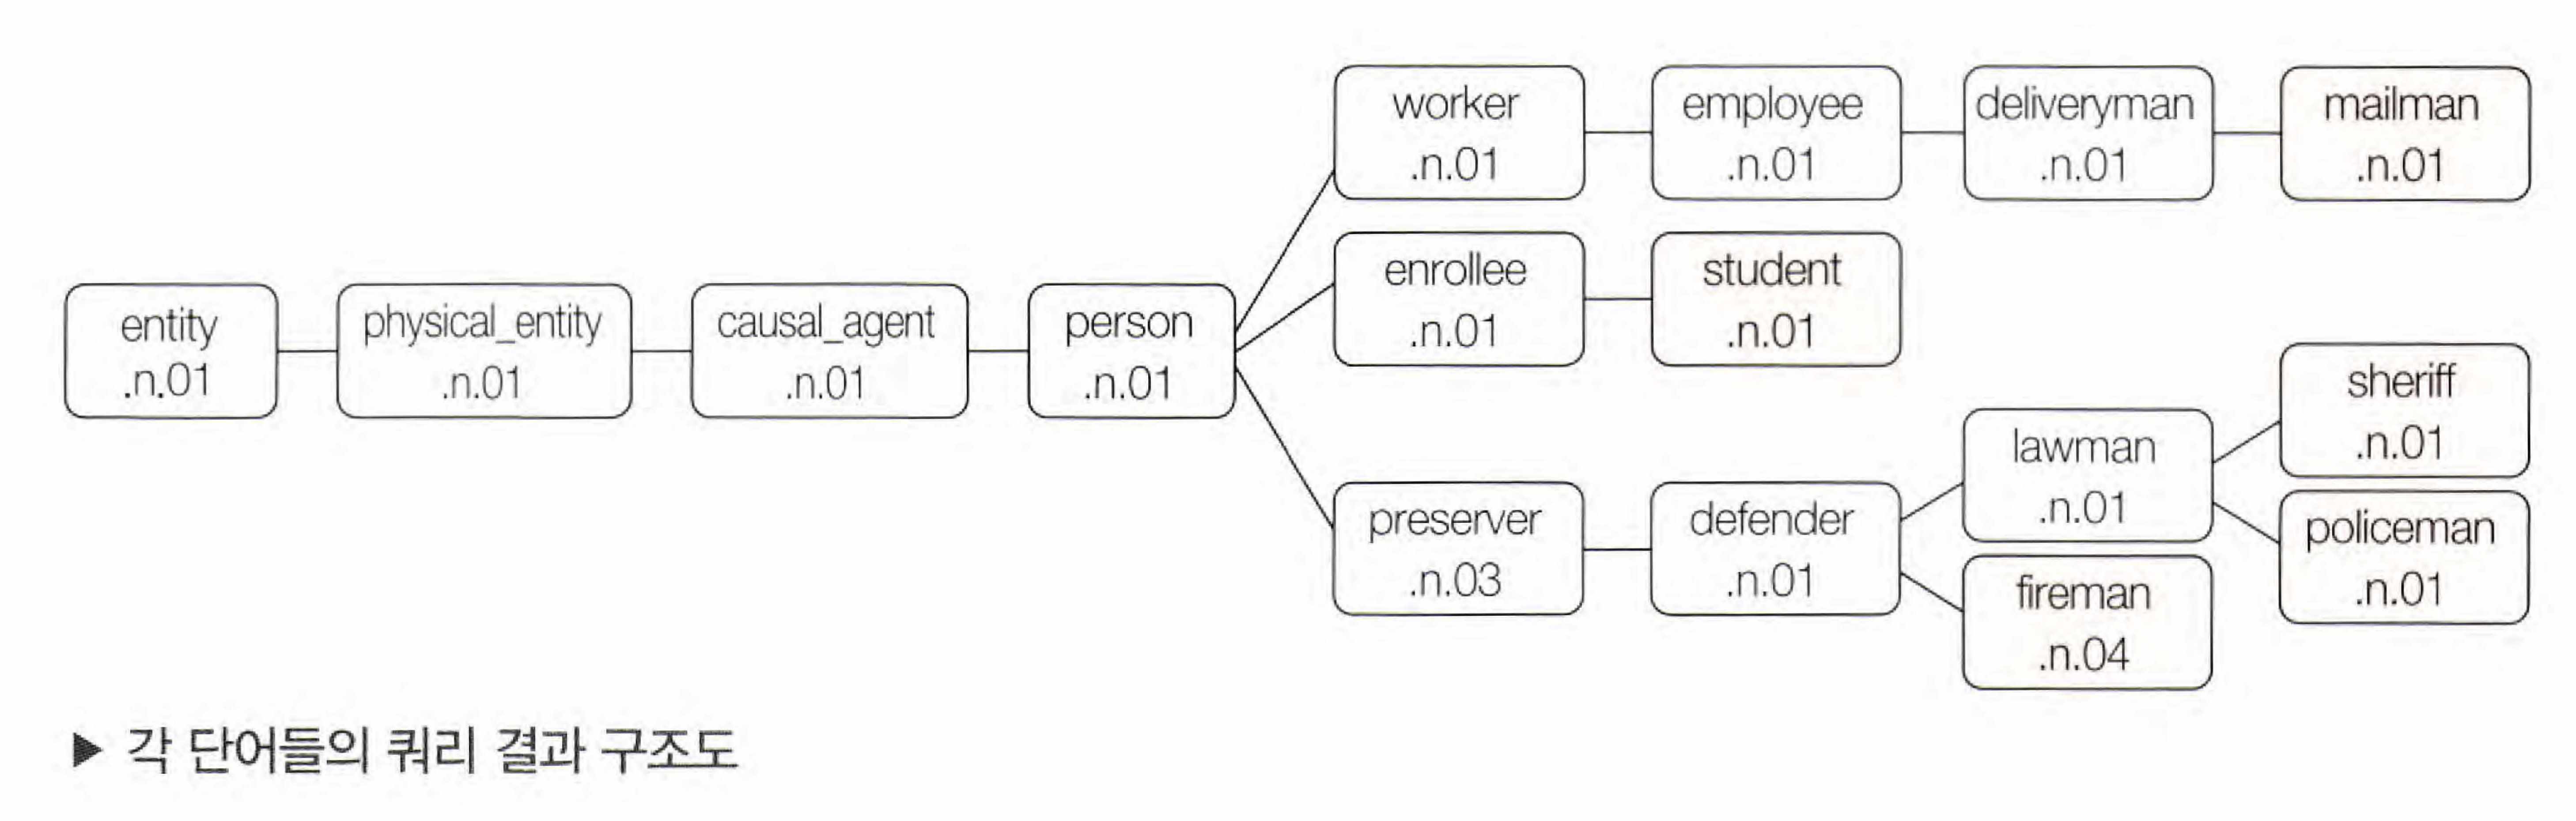 entity
.n.01
physical_entity
.n.01
causal_agent
.n.01
person
.n.01
worker
.n.01
employee
.n.01
deliveryman
.n.01
mailman
.n.01
enrollee
.n.01
student
.n.01
preserver
.n.03
defender
.n.01
lawman
.n.01
sheriff
.n.01
policeman
.n.01
fireman
.n.04
▶ 각 단어들의 쿼리 결과 구조도